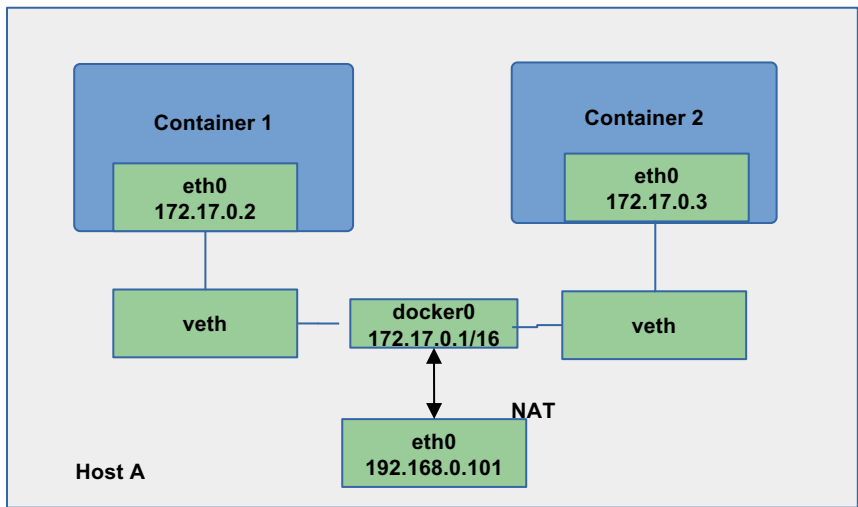 Container 1
Container 2
eth0
172.17.0.2
eth0
172.17.0.3
veth
docker0
172.17.0.1/16
veth
NAT
eth0
192.168.0.101
Host A